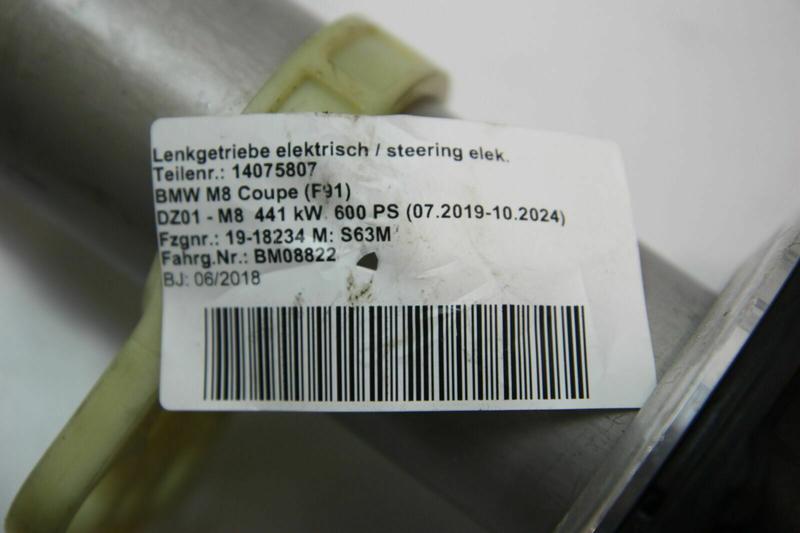 Lenkgetriebe elektrisch / steering elek.
Teilenr.: 14075807
BMW M8 Coupe (F91)
DZ01 - M8 441 kW 600 PS (07.2019-10.2024)
Fzgnr.: 19-18234 M: S63M
Fahrg.Nr.: BM08822
BJ: 06/2018